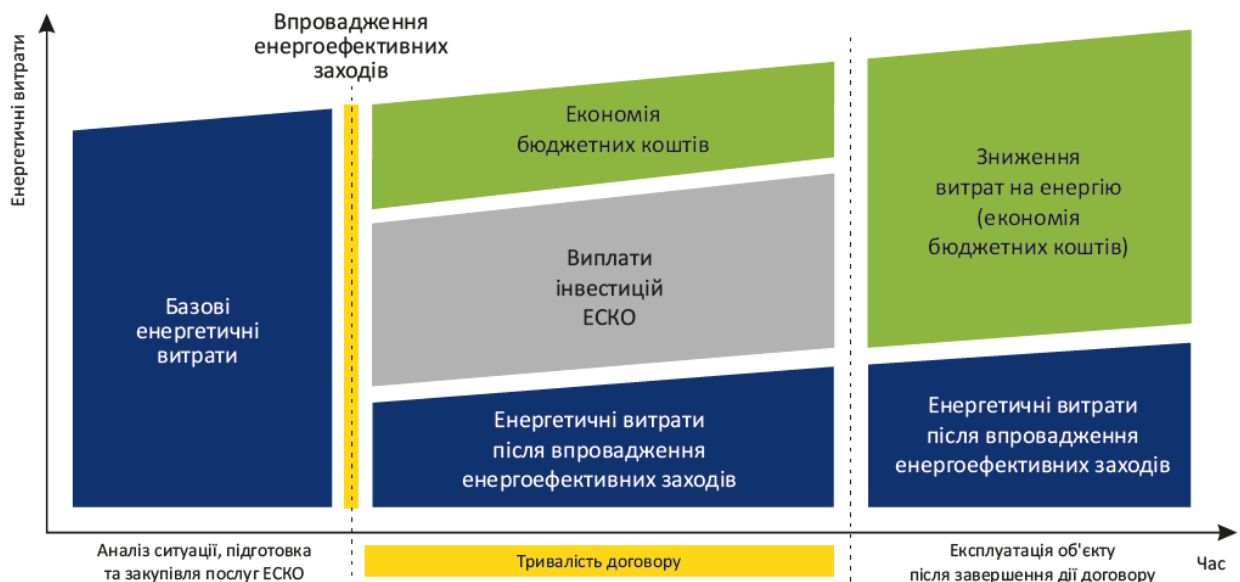 Енергетичні витрати
Впровадження
енергоефективних
заходів
Базові
енергетичні
витрати
Економія
бюджетних коштів
Виплати
інвестицій
ЕСКО
Енергетичні витрати
після впровадження
енергоефективних заходів
Зниження
витрат на енергію
(економія
бюджетних коштів)
Енергетичні витрати
після впровадження
енергоефективних заходів
Аналіз ситуації, підготовка
та закупівля послуг ЕСКО
Тривалість договору
Експлуатація об'єкту
після завершення дії договору
Час